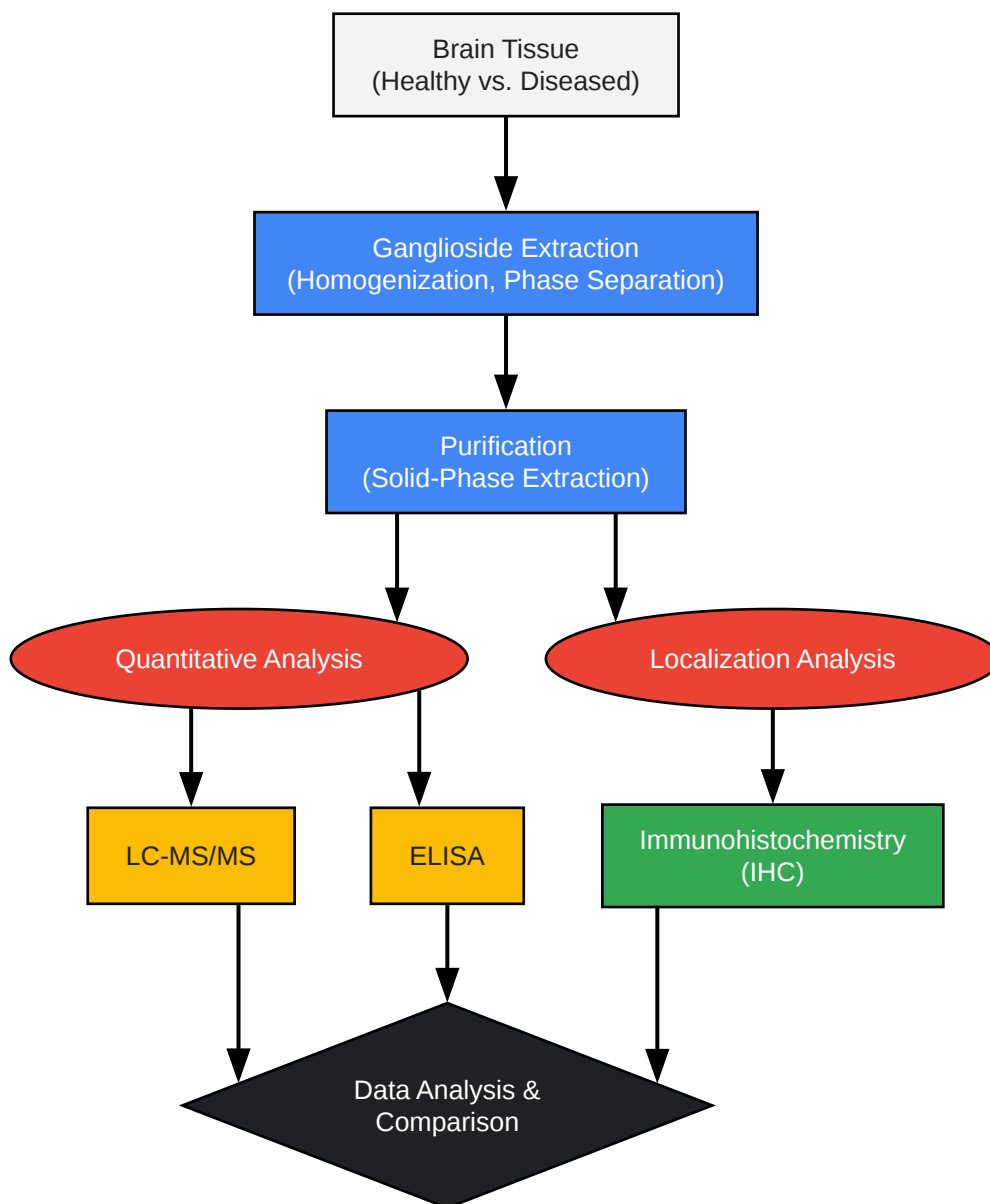 Brain Tissue
(Healthy vs. Diseased)
Ganglioside Extraction
(Homogenization, Phase Separation)
Purification
(Solid-Phase Extraction)
Quantitative Analysis
Localization Analysis
LC-MS/MS
ELISA
Immunohistochemistry
(IHC)
Data Analysis &
Comparison